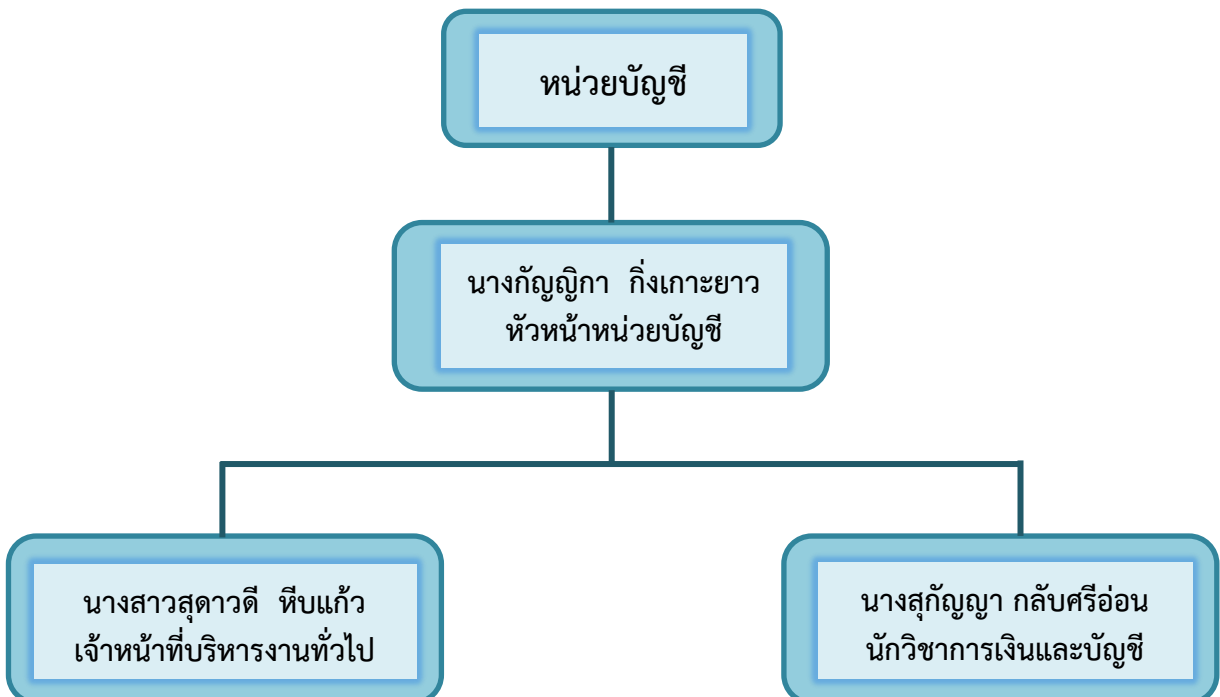 หน่วยบัญชี
นางกัญญิกา กิ่งเกาะยาว
หัวหน้าหน่วยบัญชี
นางสาวสุดาวดี หีบแก้ว
เจ้าหน้าที่บริหารงานทั่วไป
นางสุกัญญา กลับศรีอ่อน
นักวิชาการเงินและบัญชี